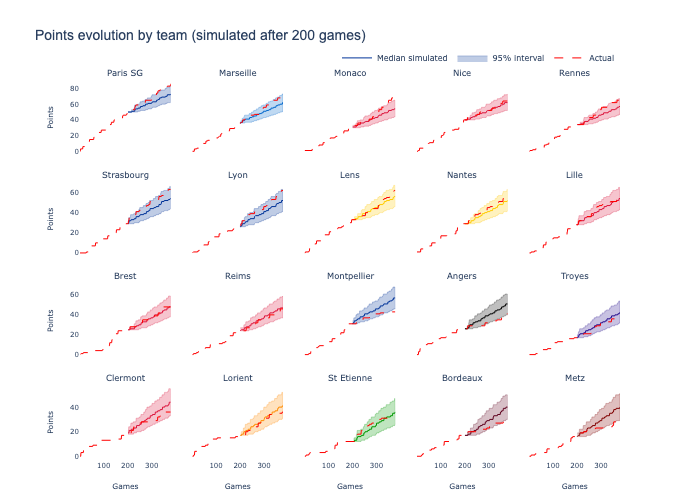 Points evolution by team (simulated after 200 games)
Median simulated 95% interval Actual
Paris SG Marseille Monaco Nice Rennes
80
60
40
20
0
Points
Strasbourg Lyon Lens Nantes Lille
60
40
20
0
Points
Brest Reims Montpellier Angers Troyes
60
40
20
0
Points
Clermont Lorient St Etienne Bordeaux Metz
40
20
0
Points
100 200 300 100 200 300 100 200 300 100 200 300 100 200 300
Games Games Games Games Games